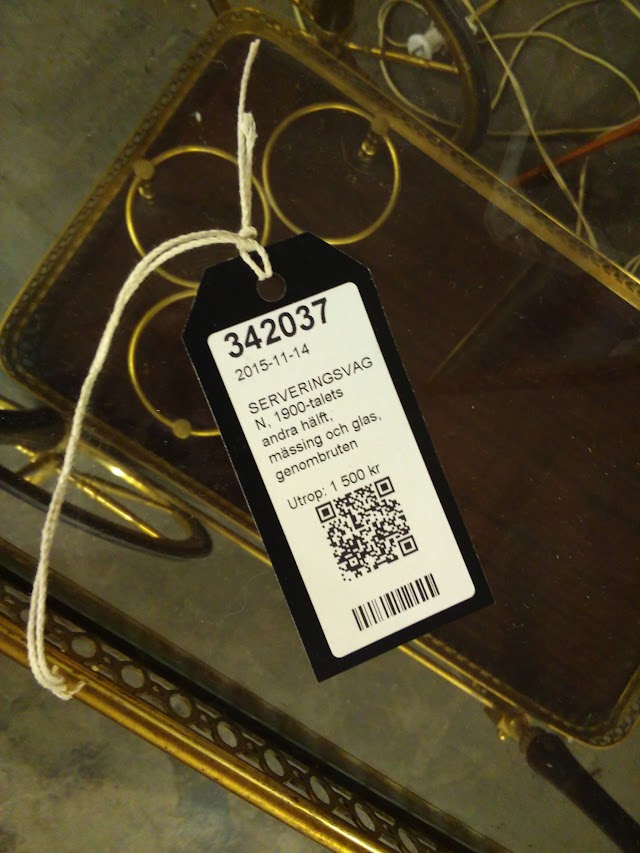 342037
2015-11-14
SERVERINGSVAG
N, 1900-talets
andra hälft,
mässing och glas,
genombruten
Utrop: 1 500 kr